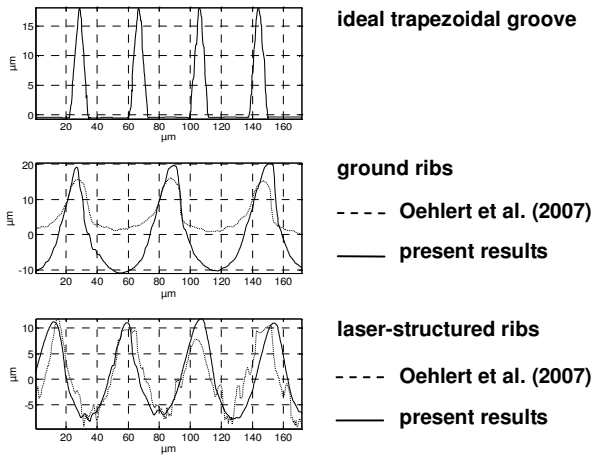 ideal trapezoidal groove
µm
15
10
5
0
20 40 60 80 100 120 140 160
µm
ground ribs
Oehlert et al. (2007)
present results
µm
20
10
0
-10
20 40 60 80 100 120 140 160
µm
laser-structured ribs
Oehlert et al. (2007)
present results
µm
10
5
0
-5
20 40 60 80 100 120 140 160
µm